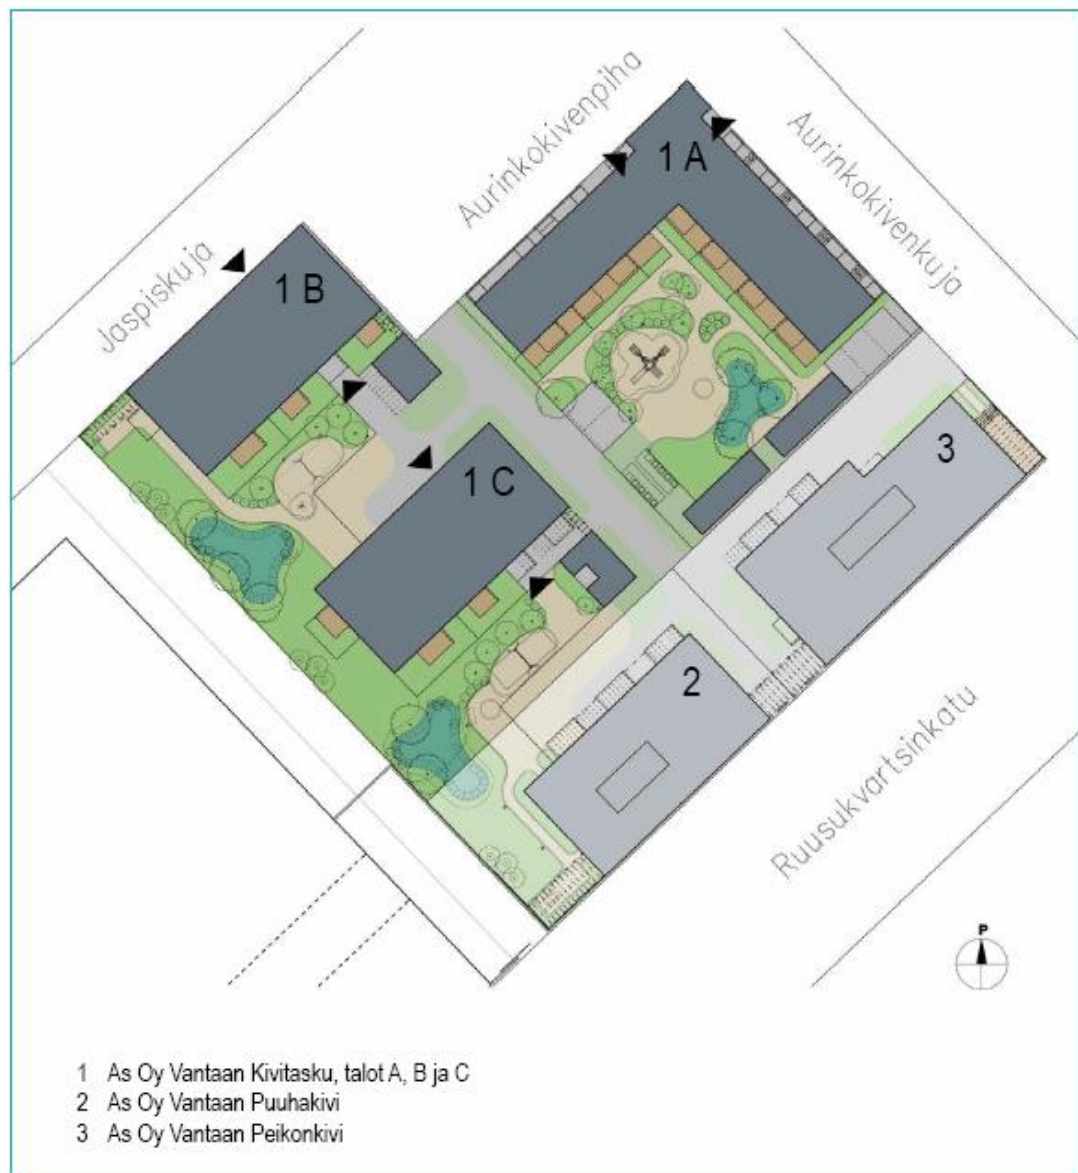 Aurinkokivenpiha
Aurinkokivenkuja
1 A
Jaspiskuja
1 B
1 C
3
2
Ruusukvartsinkatu
P
1 As Oy Vantaan Kivitasku, talot A, B ja C
2 As Oy Vantaan Puuhakivi
3 As Oy Vantaan Peikonkivi